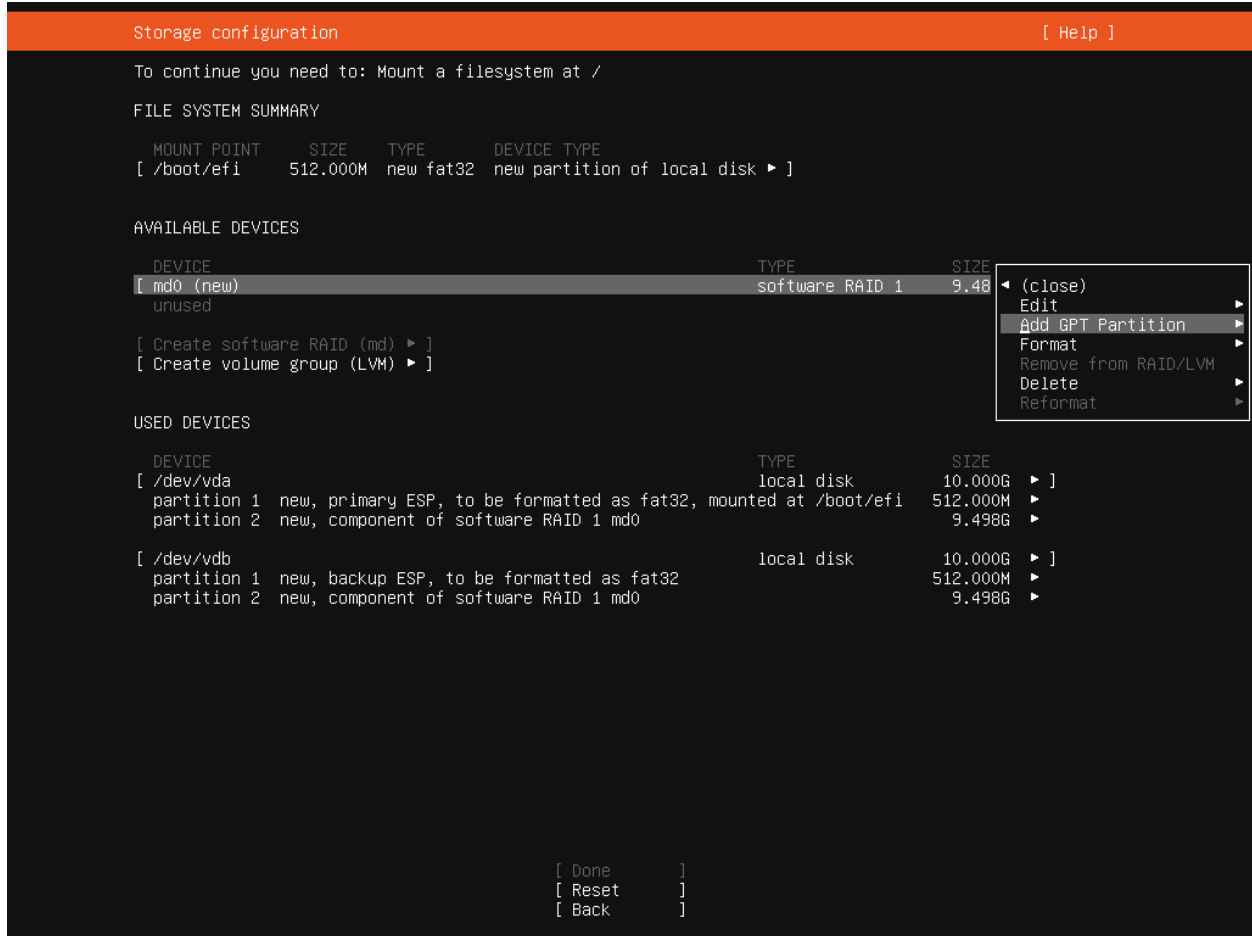 Storage configuration [ Help ]
To continue you need to: Mount a filesystem at /
FILE SYSTEM SUMMARY
MOUNT POINT SIZE TYPE DEVICE TYPE
[ /boot/efi 512.000M new fat32 new partition of local disk ▸ ]
AVAILABLE DEVICES
DEVICE TYPE SIZE
[ md0 (new) software RAID 1 9.48 ◂ (close)
unused
Edit ▸
Add GPT Partition ▸
[ Create software RAID (md) ▸ ]
Format ▸
[ Create volume group (LVM) ▸ ]
Remove from RAID/LVM
Delete ▸
Reformat ▸
USED DEVICES
DEVICE TYPE SIZE
[ /dev/vda local disk 10.000G ▸ ]
partition 1 new, primary ESP, to be formatted as fat32, mounted at /boot/efi 512.000M ▸
partition 2 new, component of software RAID 1 md0 9.498G ▸
[ /dev/vdb local disk 10.000G ▸ ]
partition 1 new, backup ESP, to be formatted as fat32 512.000M ▸
partition 2 new, component of software RAID 1 md0 9.498G ▸
[ Done ]
[ Reset ]
[ Back ]